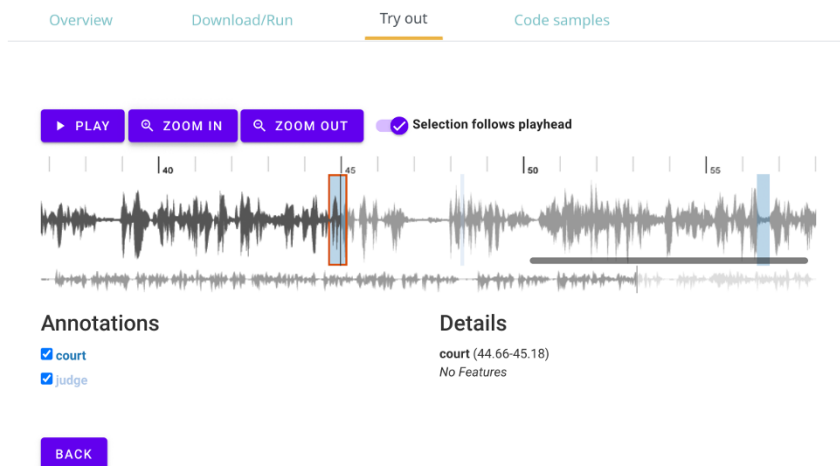 Overview Download/Run Try out Code samples
PLAY ZOOM IN ZOOM OUT Selection follows playhead
40 45 50 55
Annotations Details
court court (44.66-45.18)
judge No Features
BACK